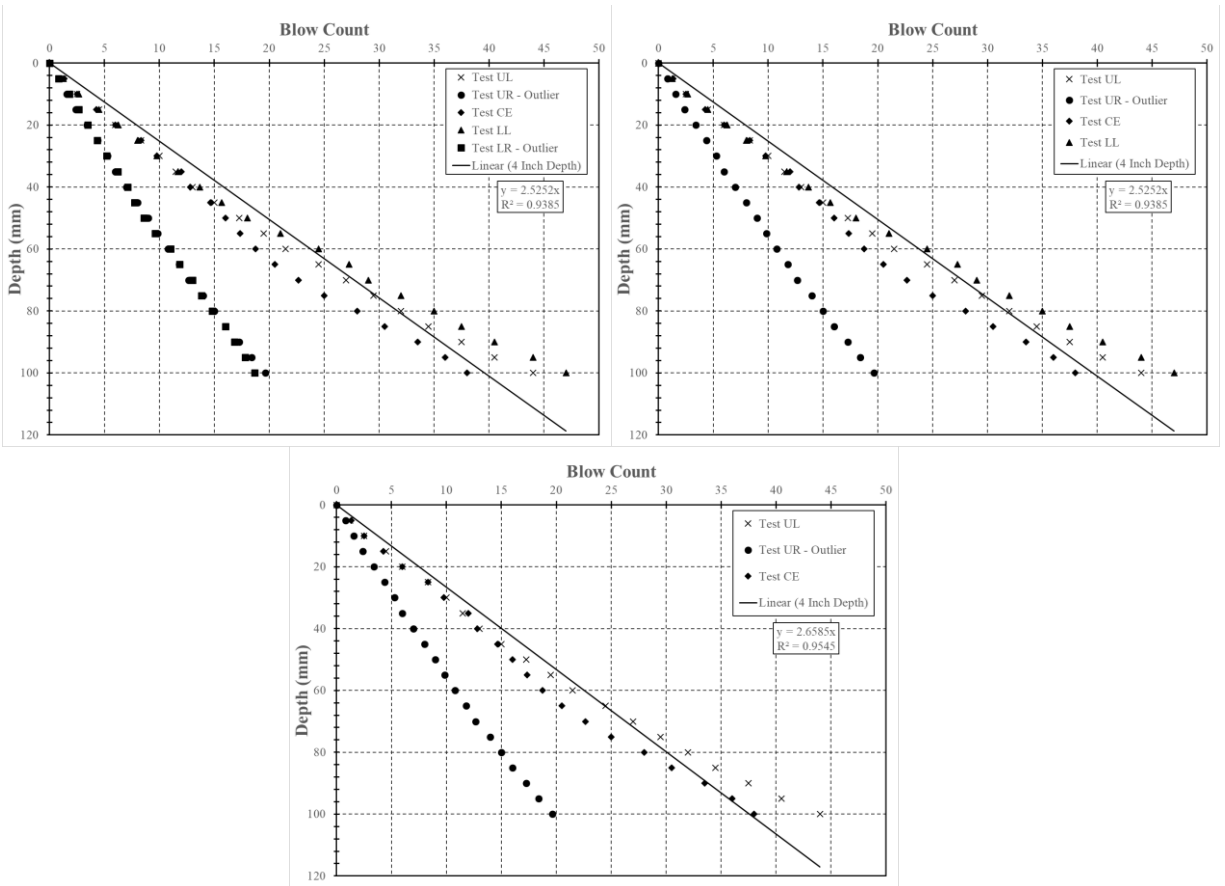 Blow Count
0 5 10 15 20 25 30 35 40 45 50
0
20
40
60
80
100
120
Depth (mm)
Test UL
Test UR - Outlier
Test CE
Test LL
Test LR - Outlier
Linear (4 Inch Depth)
y = 2.5252x
R² = 0.9385
Blow Count
0 5 10 15 20 25 30 35 40 45 50
0
20
40
60
80
100
120
Depth (mm)
Test UL
Test UR - Outlier
Test CE
Test LL
y = 2.5252x
R² = 0.9385
Blow Count
0 5 10 15 20 25 30 35 40 45 50
0
20
40
60
80
100
120
Depth (mm)
Test UL
Test UR - Outlier
Test CE
Linear (4 Inch Depth)
y = 2.6585x
R² = 0.9545